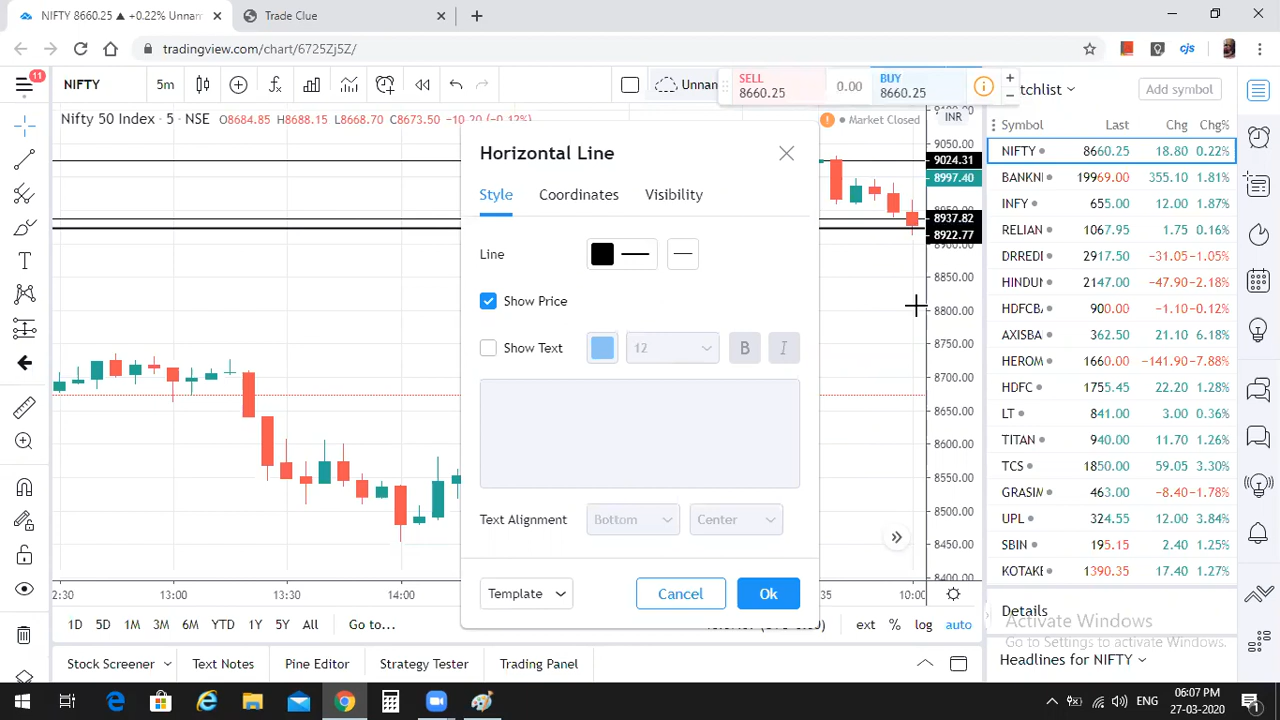 NIFTY 8660.25 ▲ +0.22% Unnam
Trade Clue
tradingview.com/chart/6725Zj5Z/
cjs
11
NIFTY
5m
Unnan
SELL
8660.25
0.00
BUY
8660.25
tchlist
Add symbol
Nifty 50 Index · 5 · NSE
O8684.85 H8688.15 L8668.70 C8673.50 -10.20 (-0.12%)
Market Closed
INR
9050.00
9024.31
8997.40
8937.82
8922.77
8850.00
8800.00
8750.00
8700.00
8650.00
8600.00
8550.00
8500.00
8450.00
8400.00
Horizontal Line
Style
Coordinates
Visibility
Line
Show Price
Show Text
12
B
I
Text Alignment
Bottom
Center
Template
Cancel
Ok
Symbol Last Chg Chg%
NIFTY 8660.25 18.80 0.22%
BANKNI 19969.00 355.10 1.81%
INFY 655.00 12.00 1.87%
RELIAN 1067.95 1.75 0.16%
DRREDI 2917.50 -31.05 -1.05%
HINDUN 2147.00 -47.90 -2.18%
HDFCBA 900.00 -1.10 -0.12%
AXISBA 362.50 21.10 6.18%
HEROM 1660.00 -141.90 -7.88%
HDFC 1755.45 22.20 1.28%
LT 841.00 3.00 0.36%
TITAN 940.00 11.70 1.26%
TCS 1850.00 59.05 3.30%
GRASIM 463.00 -8.40 -1.78%
UPL 324.55 12.00 3.84%
SBIN 195.15 2.40 1.25%
KOTAKE 1390.35 17.40 1.27%
2:30
13:00
13:30
14:00
10:00
1D 5D 1M 3M 6M YTD 1Y 5Y All
Go to...
ext % log auto
Details
Activate Windows
Go to Settings to activate Windows.
Headlines for NIFTY
Stock Screener
Text Notes
Pine Editor
Strategy Tester
Trading Panel
ENG
06:07 PM
27-03-2020
1